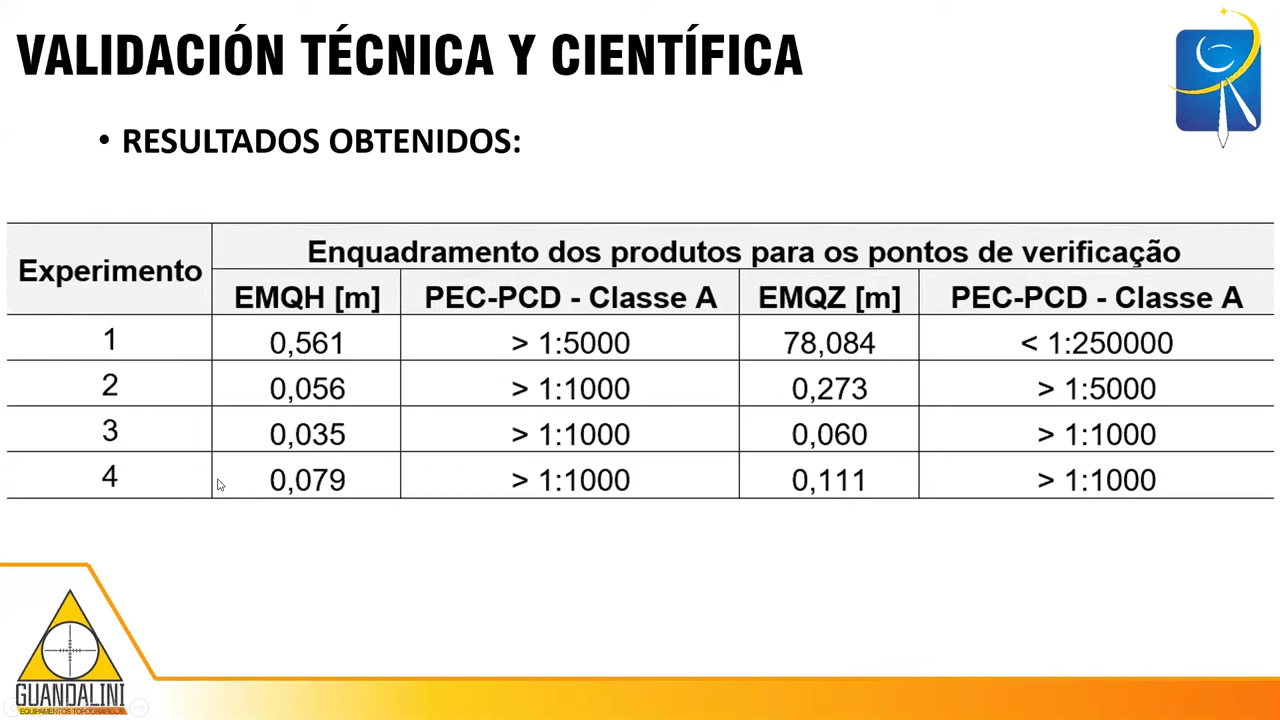 VALIDACIÓN TÉCNICA Y CIENTÍFICA
• RESULTADOS OBTENIDOS:
Experimento
Enquadramento dos produtos para os pontos de verificação
EMQH [m] PEC-PCD - Classe A EMQZ [m] PEC-PCD - Classe A
1 0,561 > 1:5000 78,084 < 1:250000
2 0,056 > 1:1000 0,273 > 1:5000
3 0,035 > 1:1000 0,060 > 1:1000
4 0,079 > 1:1000 0,111 > 1:1000
GUANDALINI
EQUIPAMENTOS TOPOGRÁFICOS